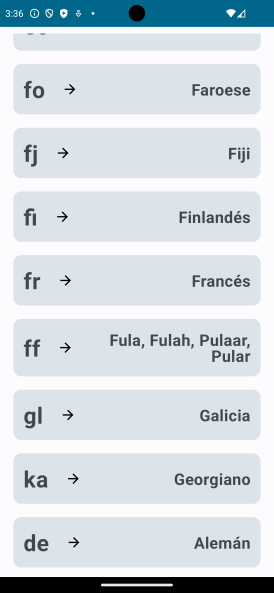 3:36
fo → Faroese
fj → Fiji
fi → Finlandés
fr → Francés
ff → Fula, Fulah, Pulaar,
Pular
gl → Galicia
ka → Georgiano
de → Alemán